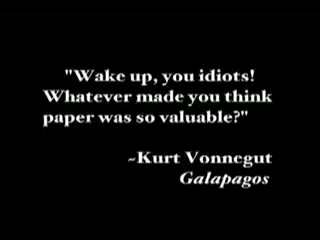 "Wake up, you idiots!
Whatever made you think
paper was so valuable?"
~Kurt Vonnegut
Galapagos